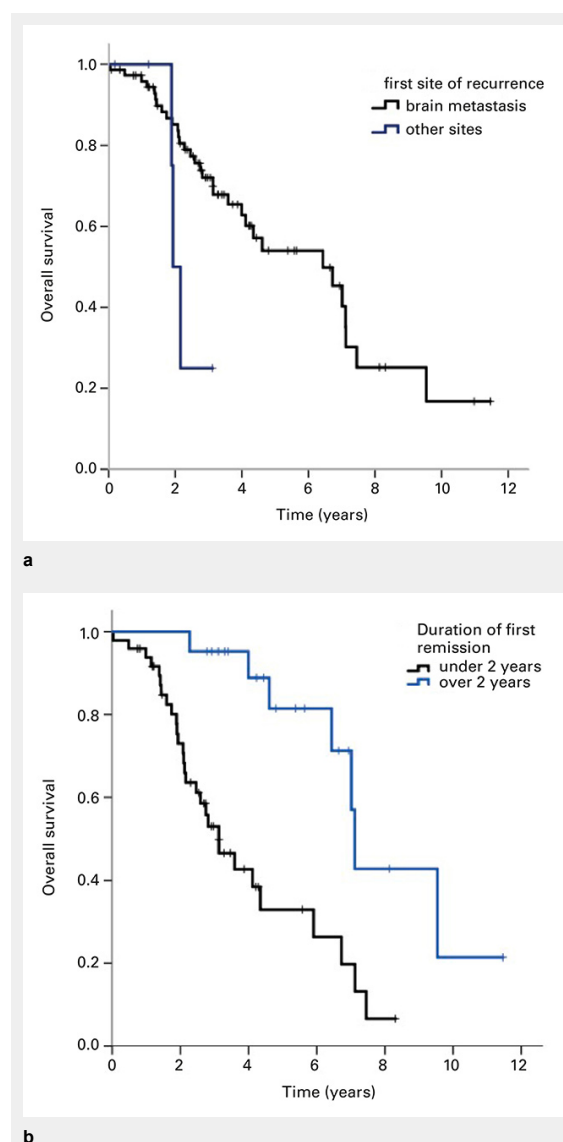 first site of recurrence
brain metastasis
other sites
1.0
0.8
0.6
0.4
0.2
0.0
Overall survival
0 2 4 6 8 10 12
Time (years)
a
Duration of first
remission
under 2 years
over 2 years
1.0
0.8
0.6
0.4
0.2
0.0
Overall survival
0 2 4 6 8 10 12
Time (years)
b